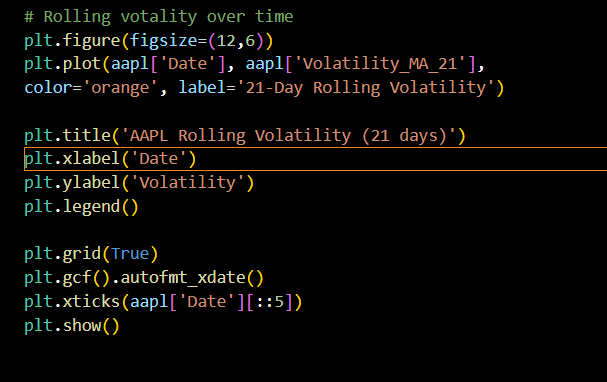 # Rolling votality over time
plt.figure(figsize=(12,6))
plt.plot(aapl['Date'], aapl['Volatility_MA_21'],
color='orange', label='21-Day Rolling Volatility')
plt.title('AAPL Rolling Volatility (21 days)')
plt.xlabel('Date')
plt.ylabel('Volatility')
plt.legend()
plt.grid(True)
plt.gcf().autofmt_xdate()
plt.xticks(aapl['Date'][::5])
plt.show()